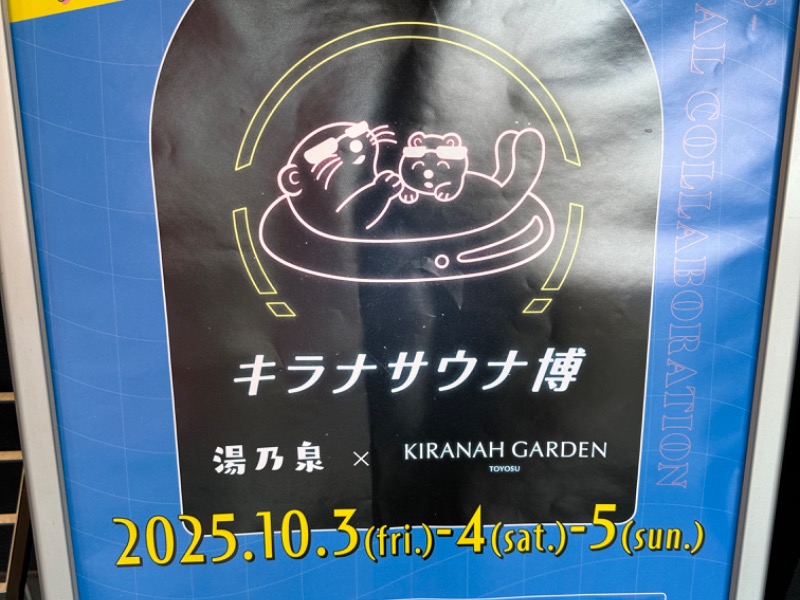 キラナサウナ博
湯乃泉 × KIRANAH GARDEN
TOYOSU
2025.10.3(fri.)-4(sat.)-5(sun.)
COLLABORATION